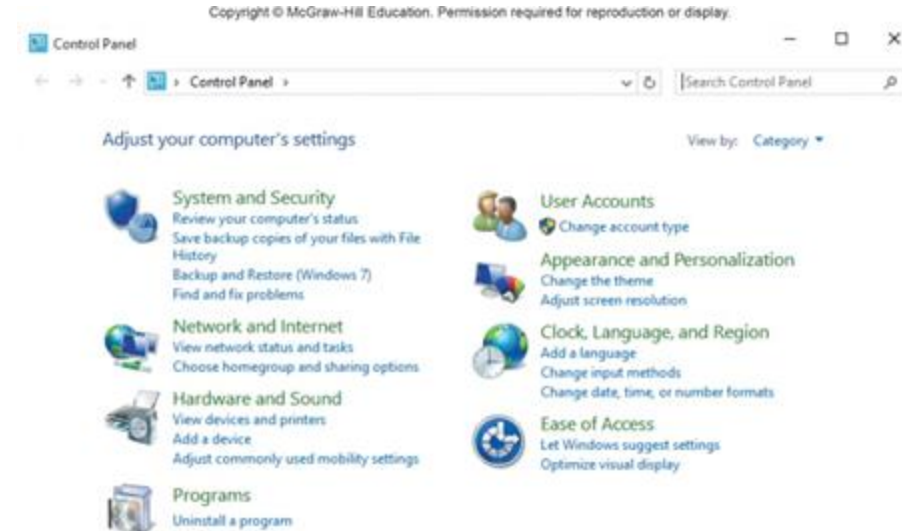 Copyright © McGraw-Hill Education. Permission required for reproduction or display.
Control Panel
Control Panel
Search Control Panel
Adjust your computer's settings
View by: Category
System and Security
Review your computer's status
Save backup copies of your files with File
History
Backup and Restore (Windows 7)
Find and fix problems
Network and Internet
View network status and tasks
Choose homegroup and sharing options
Hardware and Sound
View devices and printers
Add a device
Adjust commonly used mobility settings
Programs
Uninstall a program
User Accounts
Change account type
Appearance and Personalization
Change the theme
Adjust screen resolution
Clock, Language, and Region
Add a language
Change input methods
Change date, time, or number formats
Ease of Access
Let Windows suggest settings
Optimize visual display